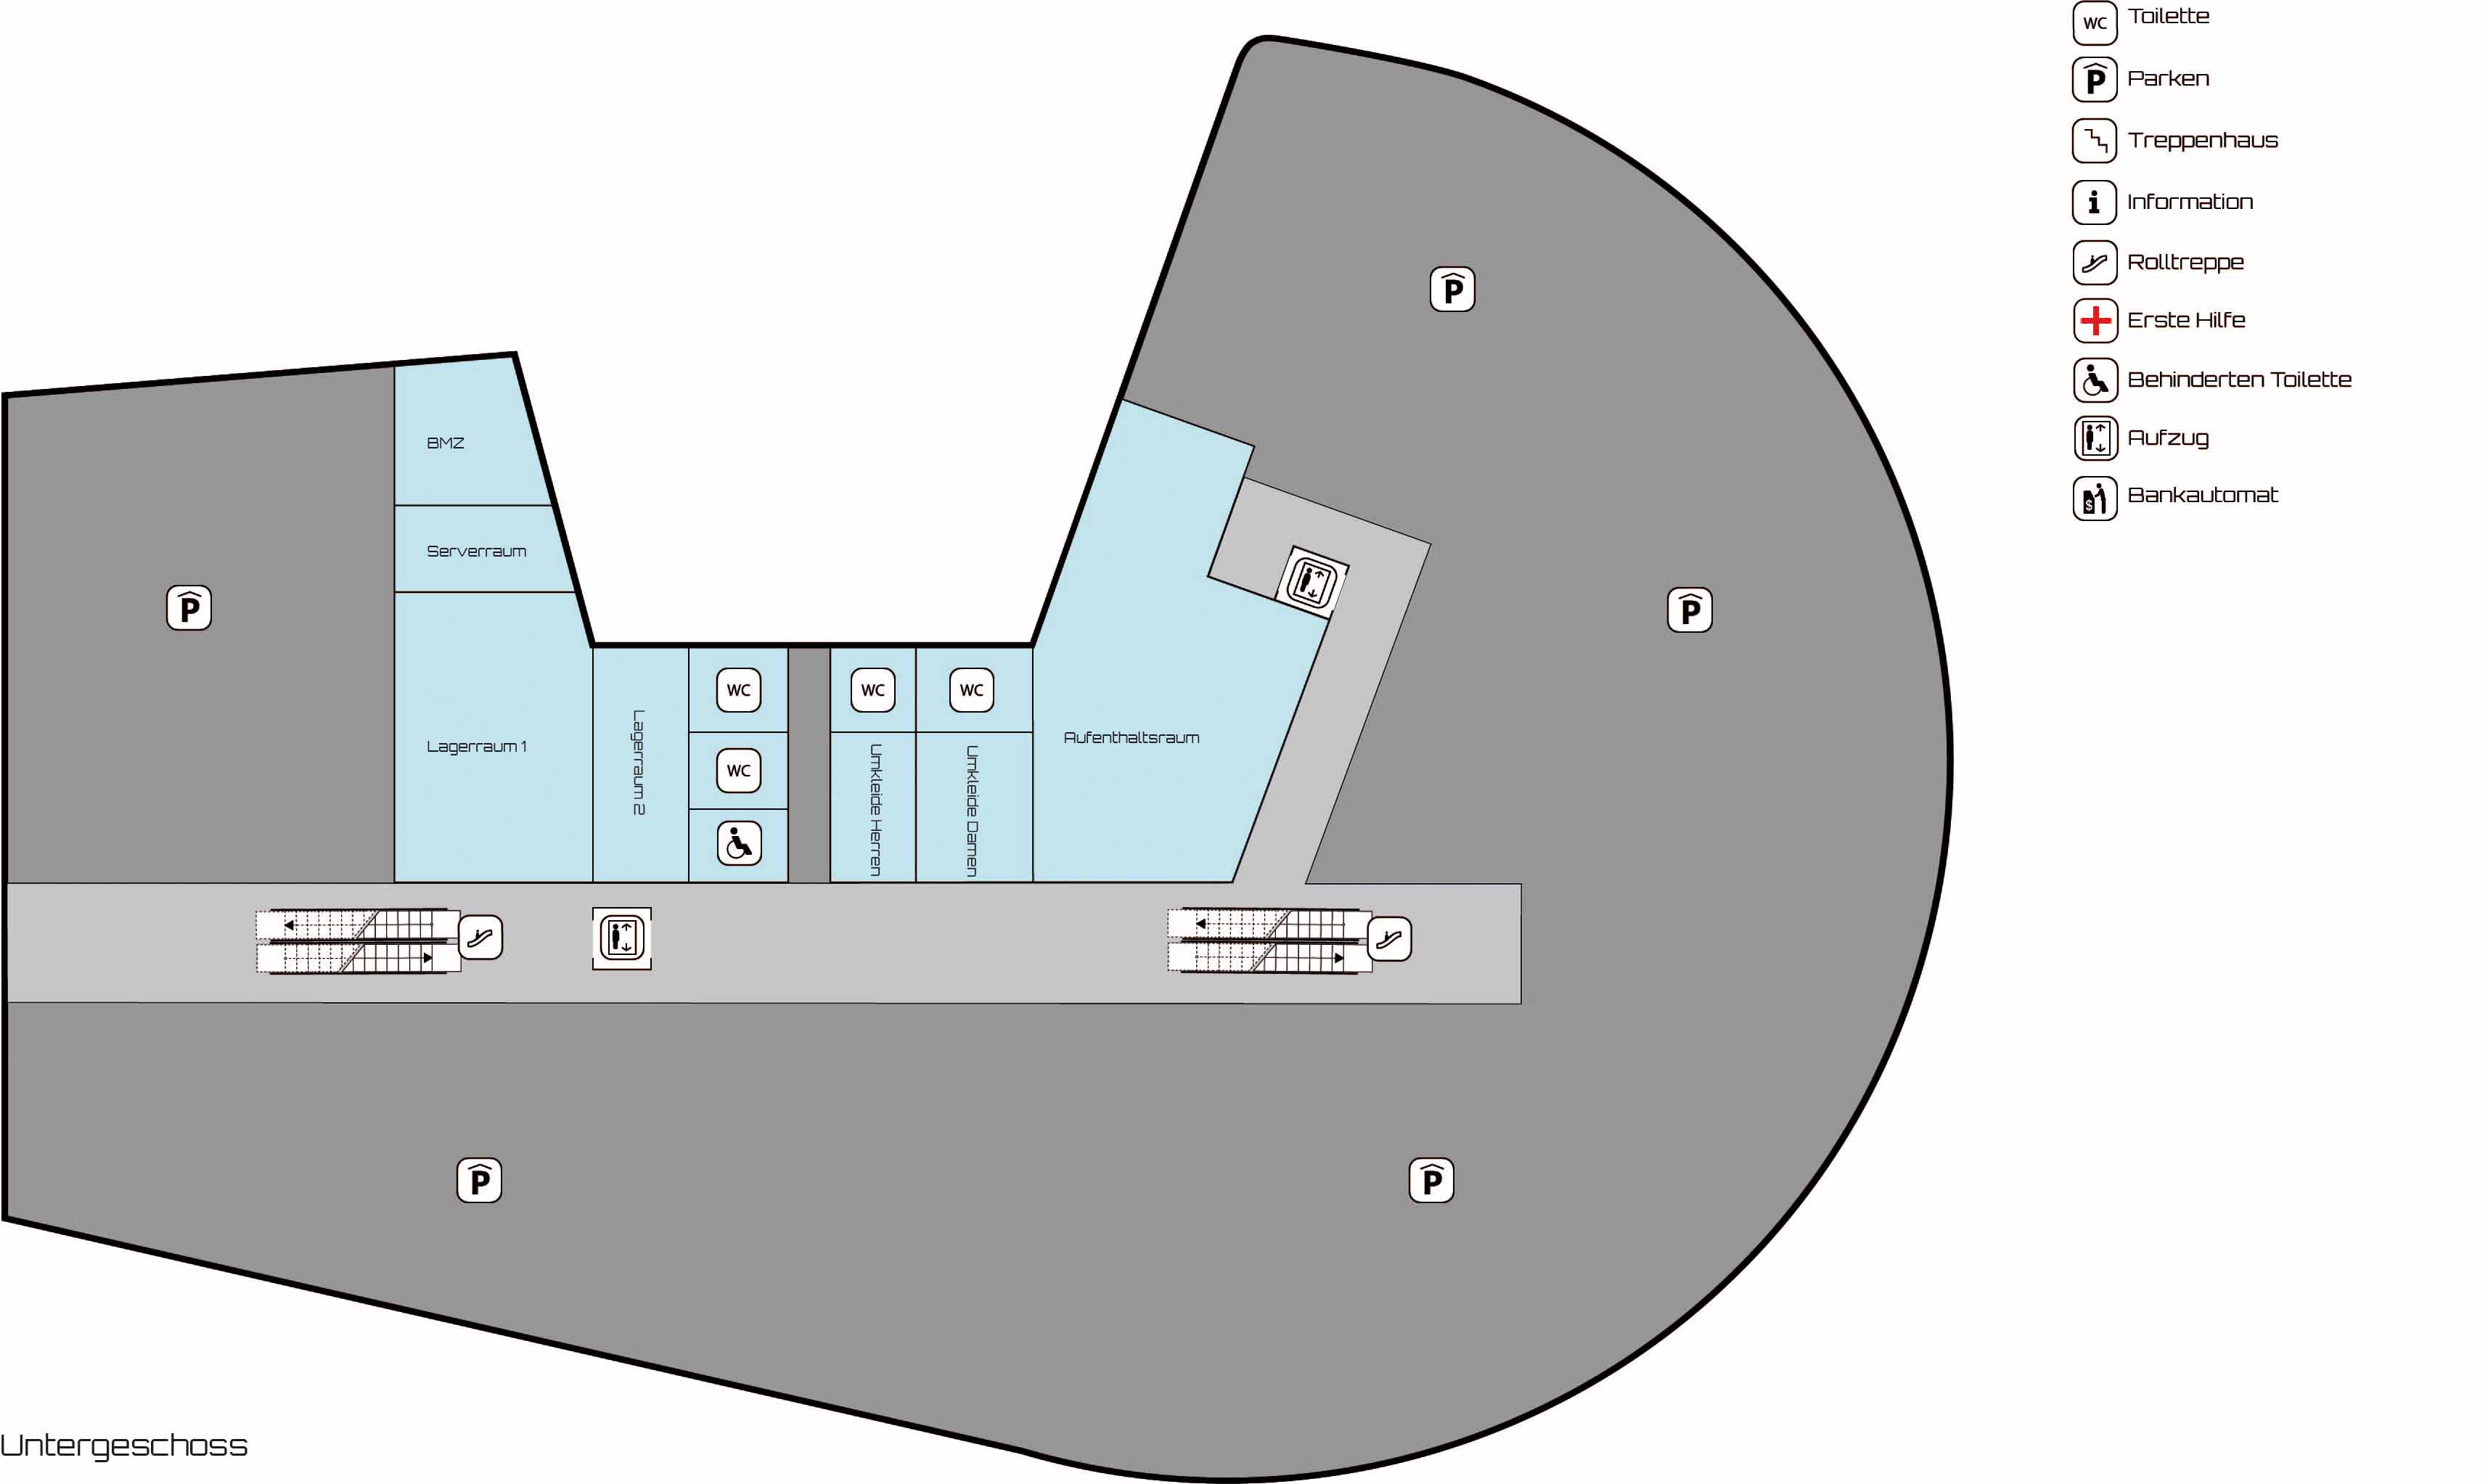 WC Toilette
P Parken
Treppenhaus
i Information
Rolltreppe
Erste Hilfe
Behinderten Toilette
Aufzug
$ Bankautomat
P
BMZ
Serverraum
P
P
Lagerraum 1
Lagerraum 2
WC
WC
WC
WC
Umkleide Herren
Umkleide Damen
Aufenthaltsraum
P
P
Untergeschoss